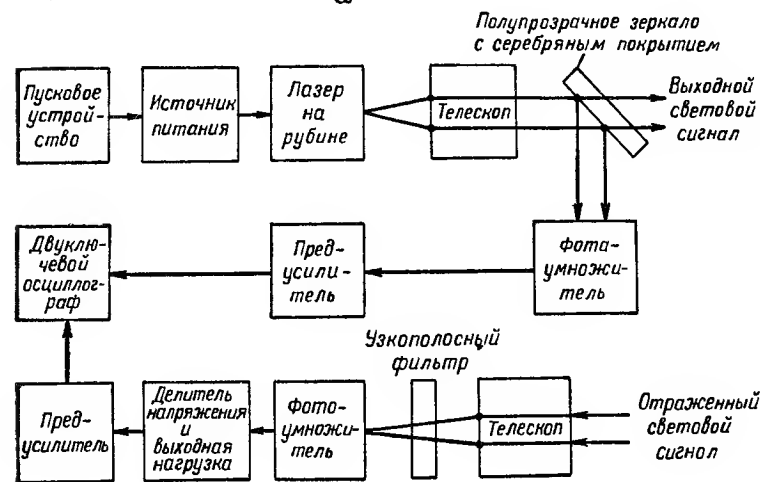 а
Полупрозрачное зеркало
с серебряным покрытием
Пусковое
устрой-
ство
Источник
питания
Лазер
на
рубине
Телескоп
Выходной
световой
сигнал
Двуклю-
чевой
осциллог-
раф
Пред-
усили-
тель
Фото-
умножи-
тель
Узкополосный
фильтр
Пред-
усилитель
Делитель
напряжения
и
выходная
нагрузка
Фото-
умножи-
тель
Телескоп
Отраженный
световой
сигнал